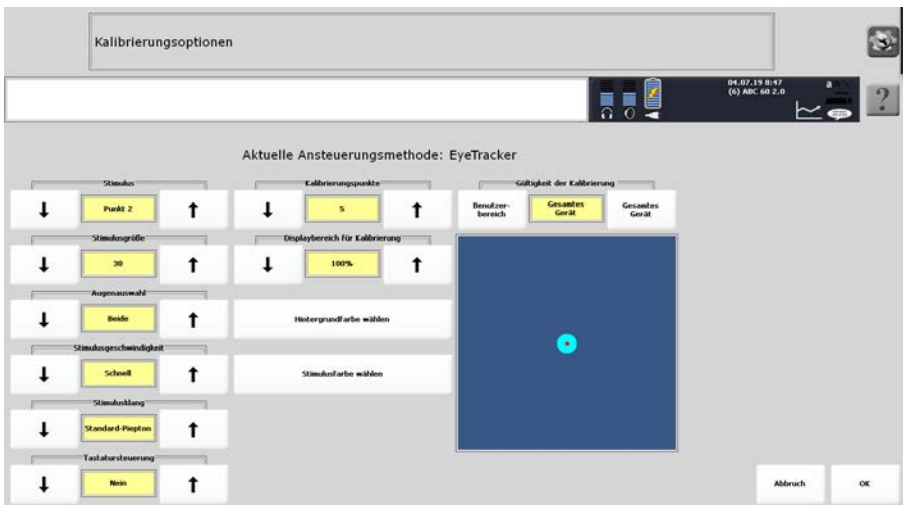 Kalibrierungsoptionen
04.07.19 8:47
(6) ABC 60 2.0
a
?
Aktuelle Ansteuerungsmethode: EyeTracker
Stimulus
Punkt 2
Kalibrierungspunkte
5
Gültigkeit der Kalibrierung
Benutzer-
bereich
Gesamtes
Gerät
Gesamtes
Gerät
Stimulusgröße
30
Displaybereich für Kalibrierung
100%
Augenauswahl
Beide
Hintergrundfarbe wählen
Stimulusgeschwindigkeit
Schnell
Stimulusfarbe wählen
Stimulusklang
Standard-Piepton
Tastatursteuerung
Nein
Abbruch
OK